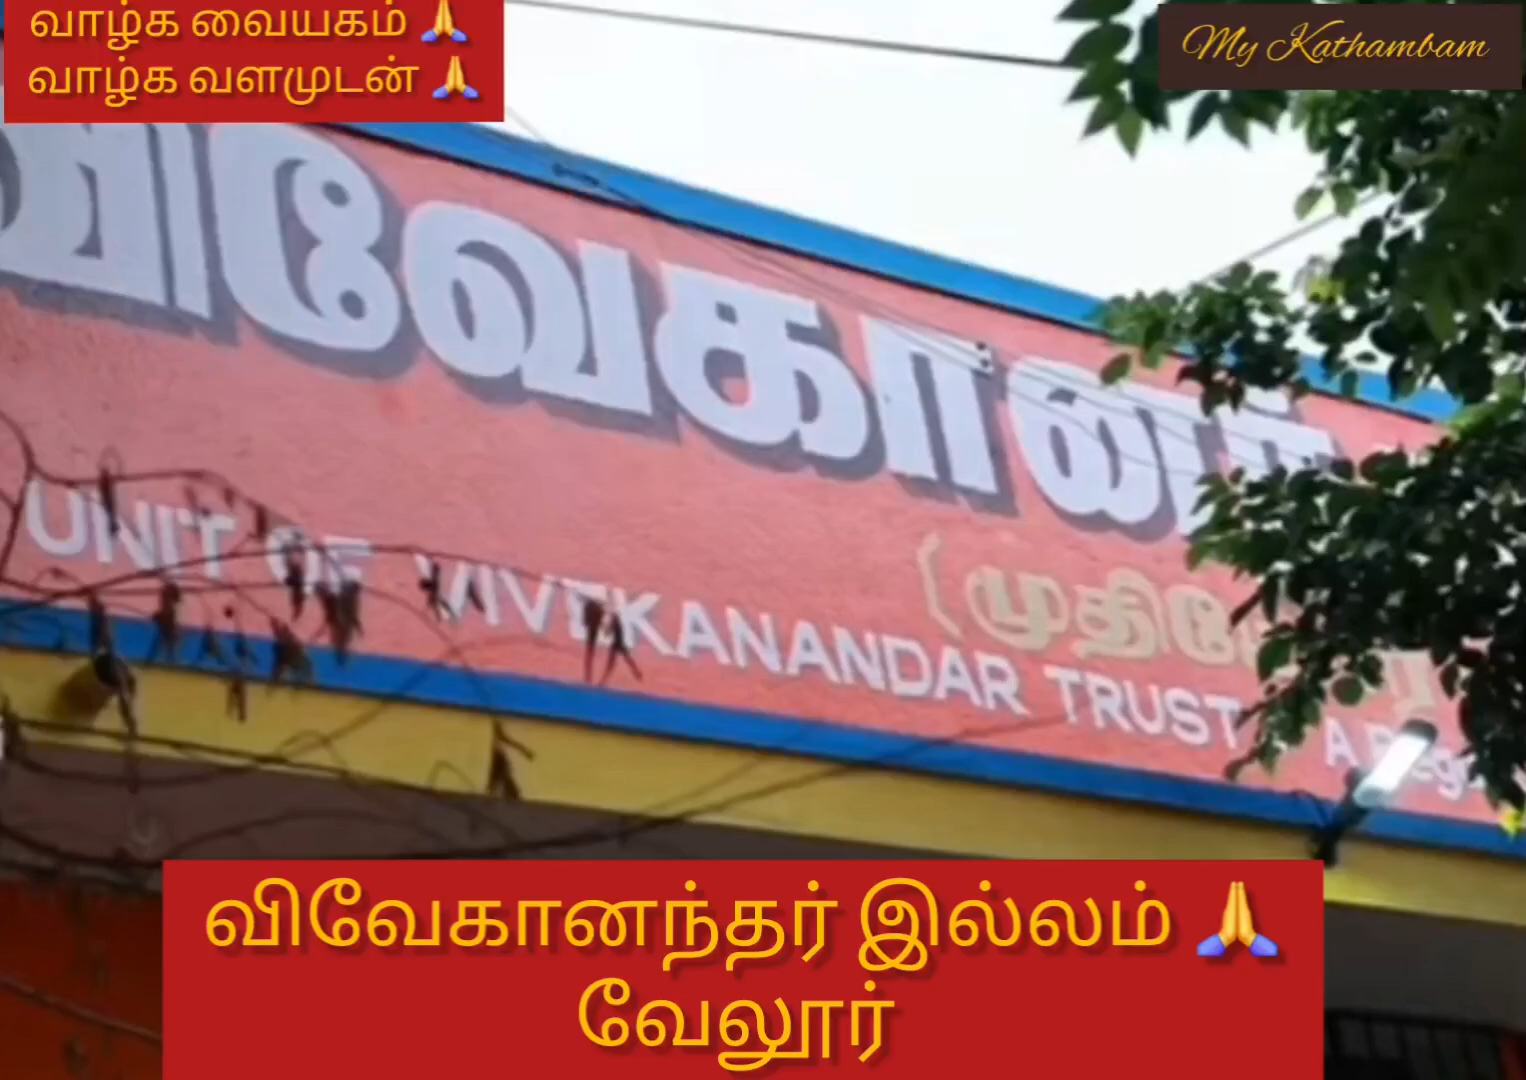 வாழ்க வையகம் 🙏
வாழ்க வளமுடன் 🙏
My Kathambam
UNIT OF VIVEKANANDAR TRUST
விவேகானந்தர் இல்லம் 🙏
வேலூர்